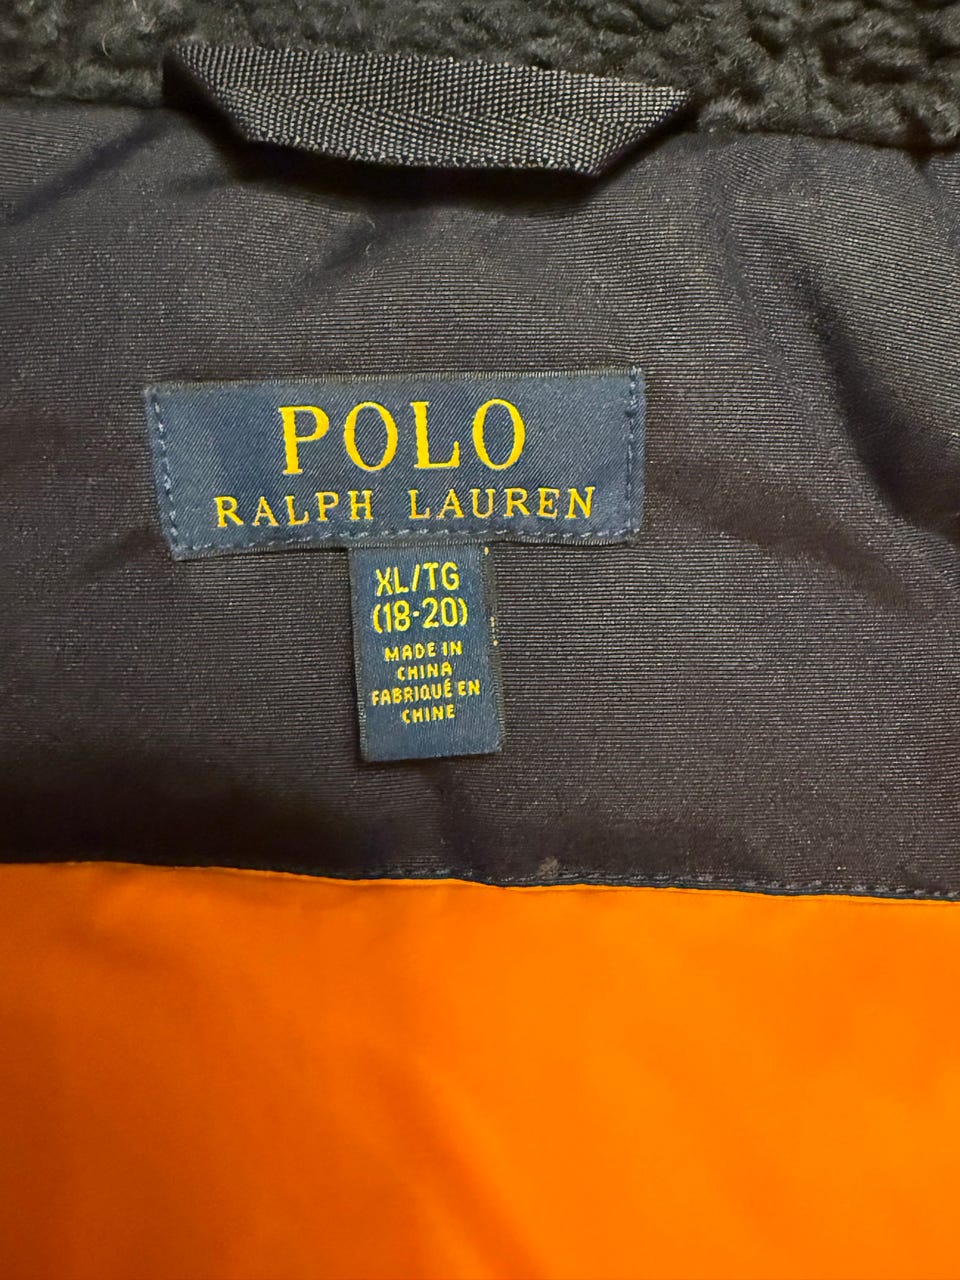 POLO
RALPH LAUREN
XL/TG
(18-20)
MADE IN
CHINA
FABRIQUÉ EN
CHINE